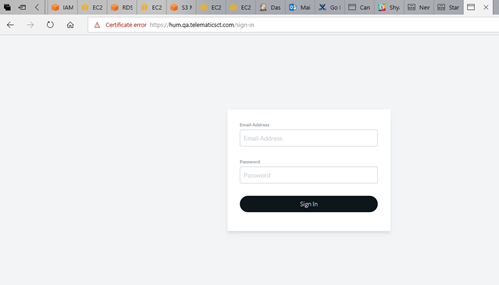 IAM EC2 RDS EC2 S3 M EC2 EC2 Das Mai Go Can Shy Nev Star
Certificate error https://hum.qa.telematicsct.com/sign-in
Email Address
Email Address
Password
Password
Sign In